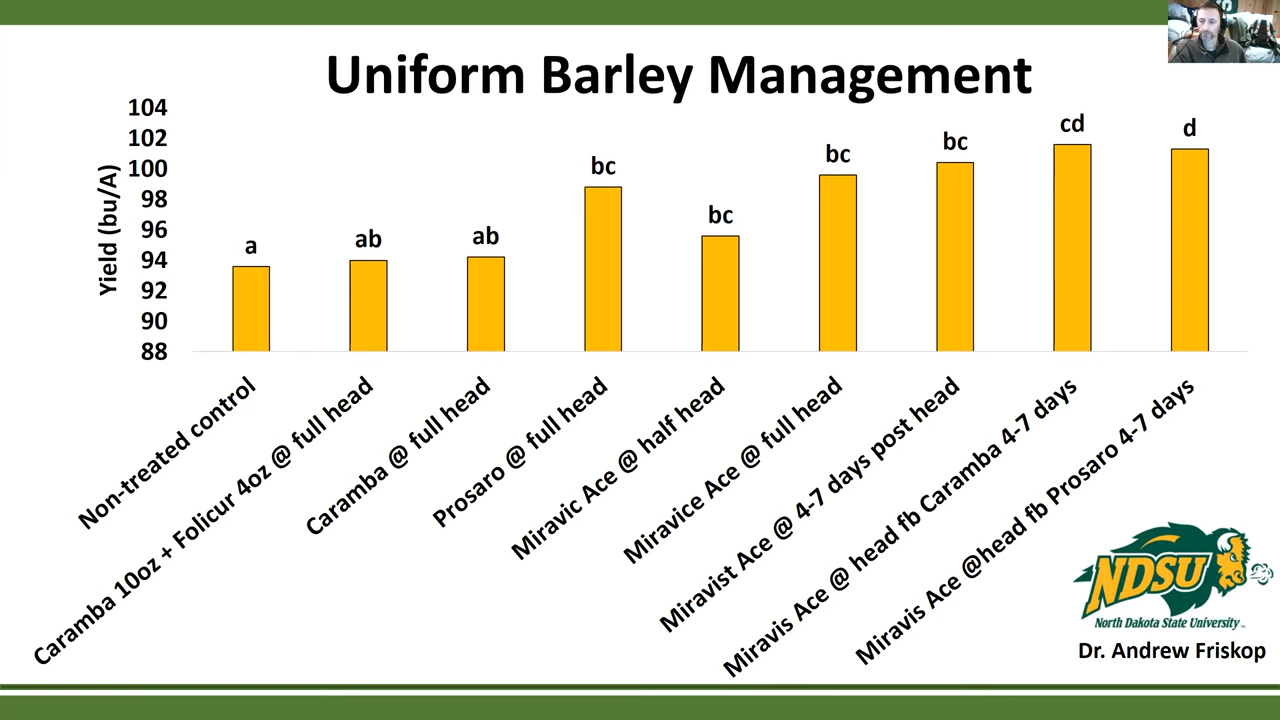 Uniform Barley Management
Yield (bu/A)
104
102
100
98
96
94
92
90
88
a
ab
ab
bc
bc
bc
bc
cd
d
Non-treated control
Caramba 10oz + Folicur 4oz @ full head
Caramba @ full head
Prosaro @ full head
Miravic Ace @ half head
Miravice Ace @ full head
Miravist Ace @ 4-7 days post head
Miravis Ace @ head fb Caramba 4-7 days
Miravis Ace @head fb Prosaro 4-7 days
NDSU
North Dakota State University
Dr. Andrew Friskop